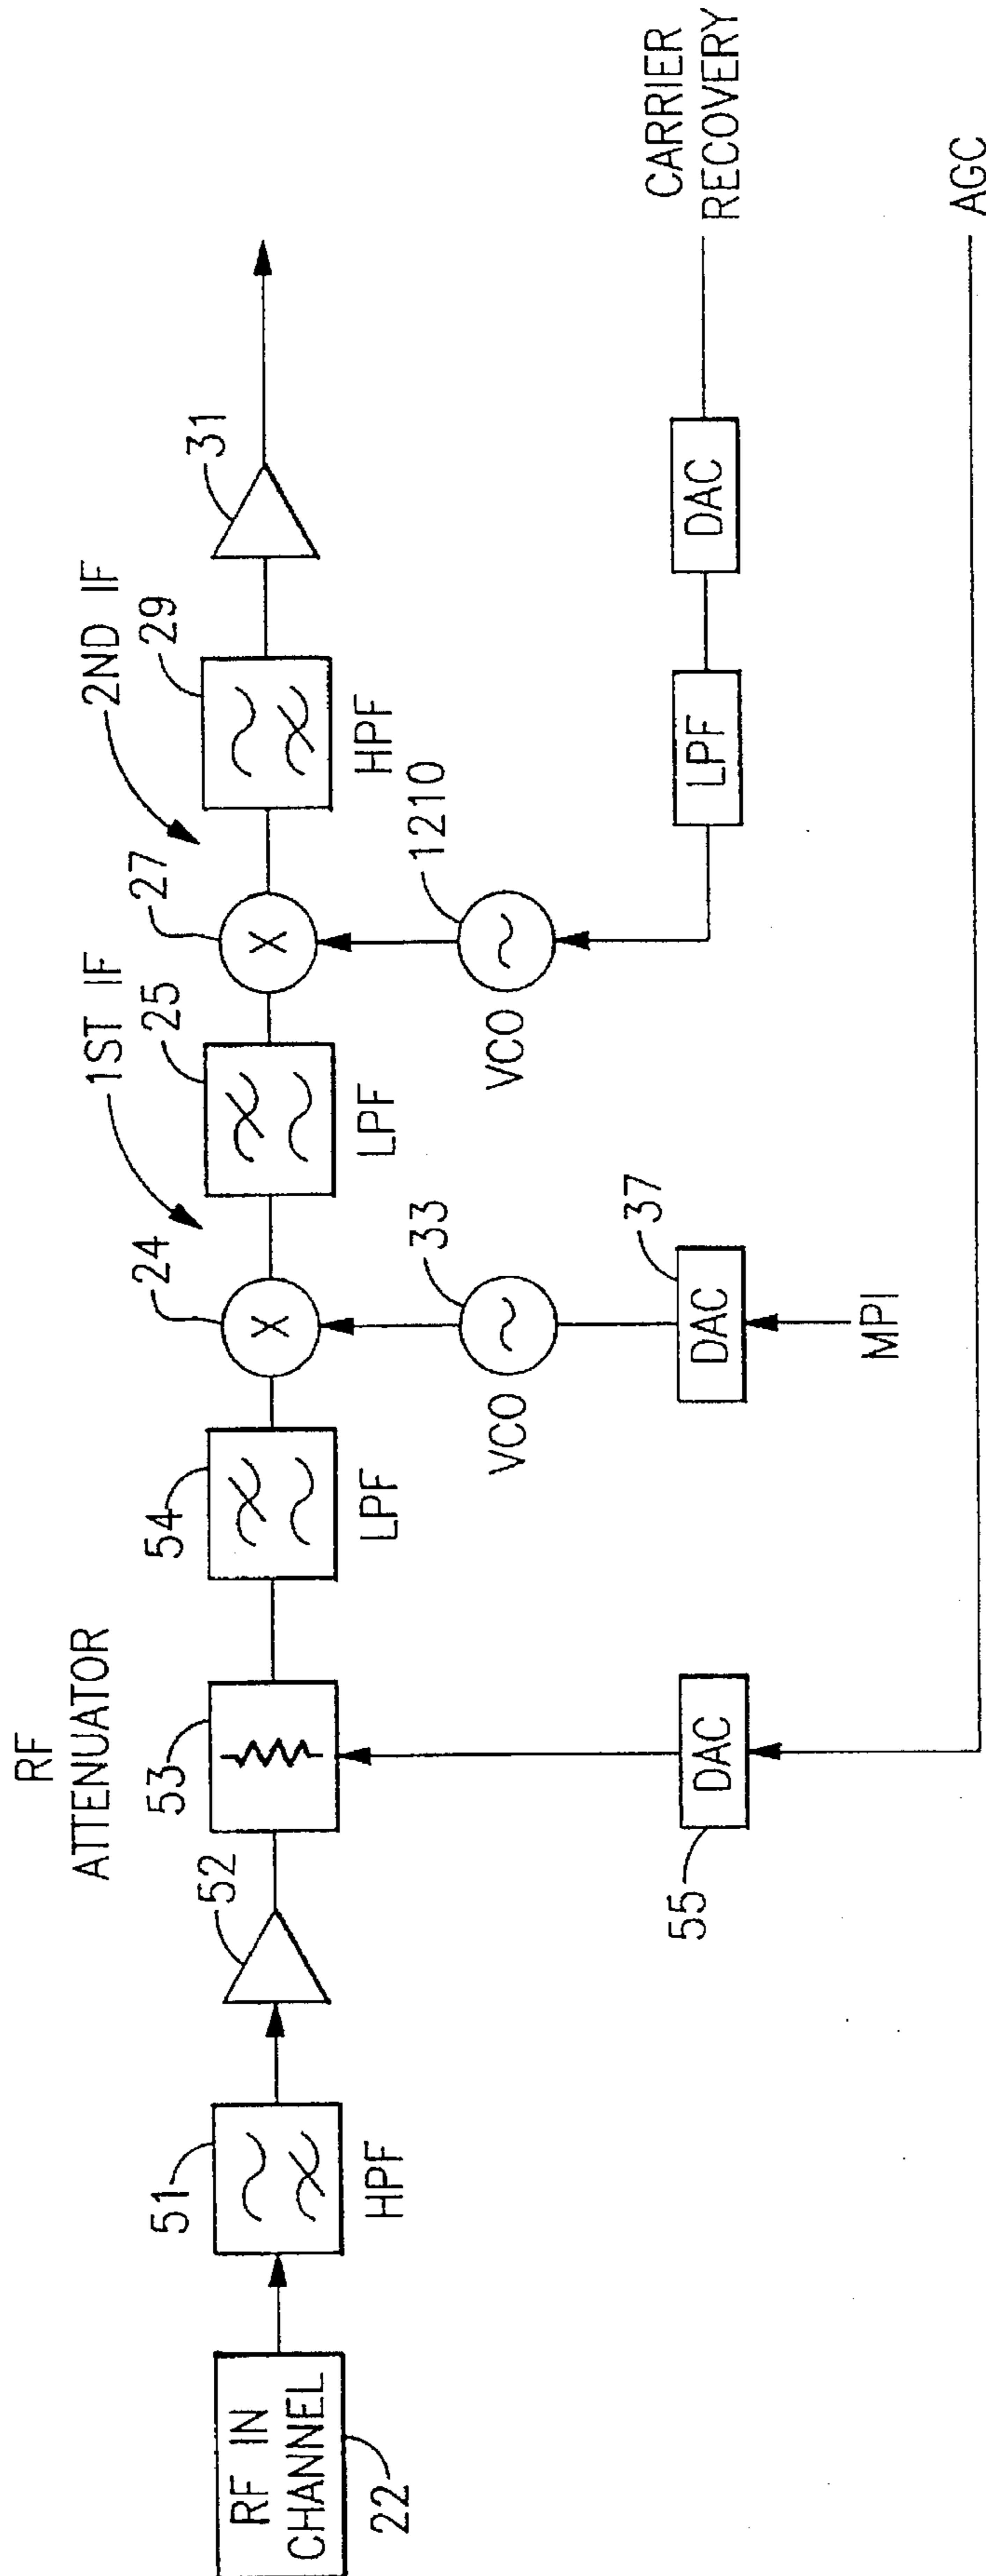 RF IN
CHANNEL
22
51
HPF
52
RF
ATTENUATOR
53
DAC
55
54
LPF
24
1ST IF
VCO
33
DAC
37
MPI
25
LPF
27
2ND IF
VCO
1210
29
HPF
31
LPF
DAC
CARRIER
RECOVERY
AGC
X
X